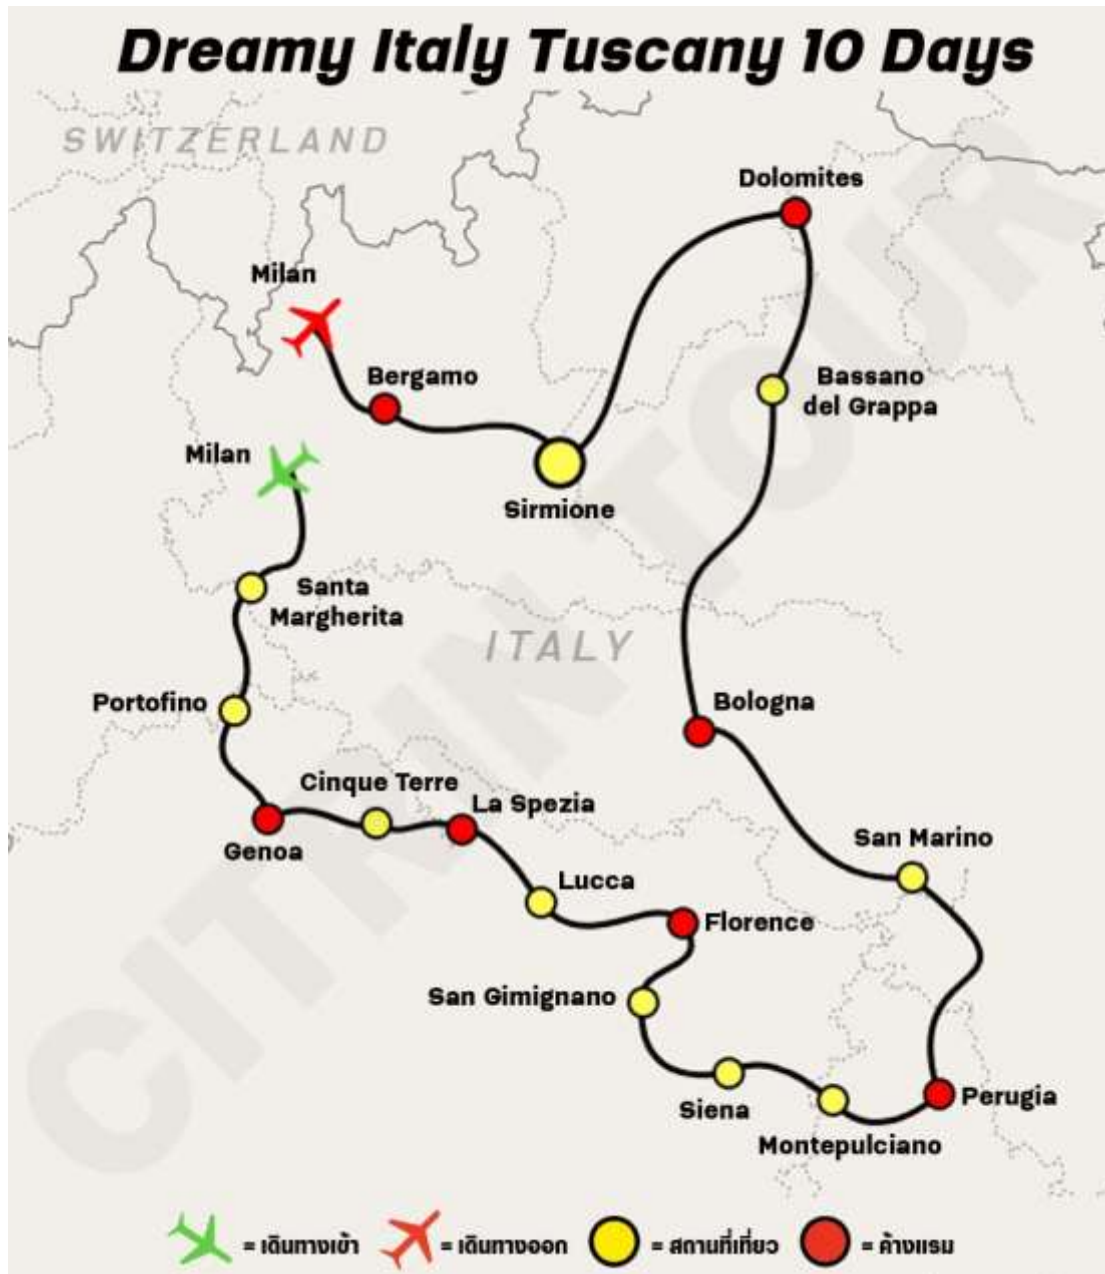 Dreamy Italy Tuscany 10 Days
SWITZERLAND
Dolomites
Milan
Bergamo
Bassano
del Grappa
Milan
Sirmione
Santa
Margherita
ITALY
Portofino
Bologna
Cinque Terre
La Spezia
Genoa
San Marino
Lucca
Florence
San Gimignano
Siena
Perugia
Montepulciano
CITRIN TOUR
= เดินทางเข้า = เดินทางออก = สถานที่เที่ยว = ค้างแรม